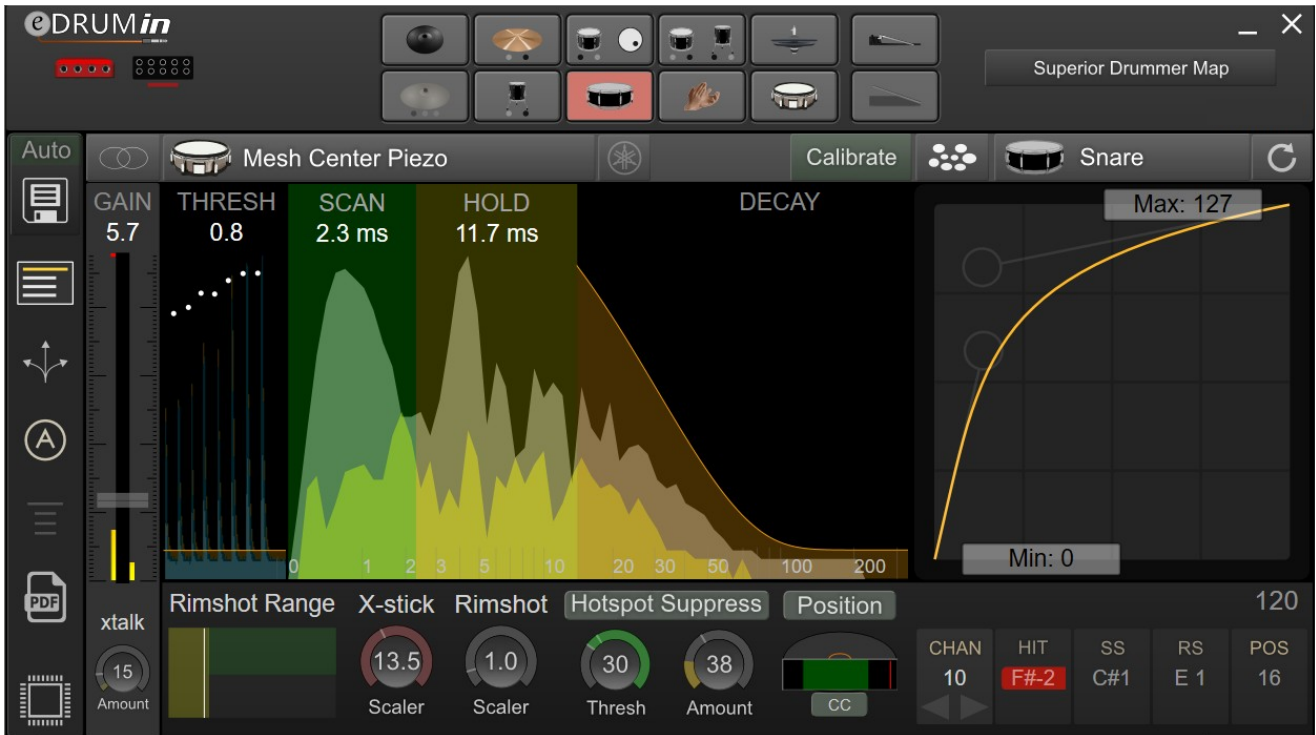 eDRUMin
Superior Drummer Map
Auto
Mesh Center Piezo
Calibrate
Snare
GAIN
5.7
THRESH
0.8
SCAN
2.3 ms
HOLD
11.7 ms
DECAY
Max: 127
A
0 1 2 3 5 10 20 30 50 100 200
Min: 0
PDF
xtalk
15
Amount
Rimshot Range
X-stick
13.5
Scaler
Rimshot
1.0
Scaler
Hotspot Suppress
30
Thresh
38
Amount
Position
CC
120
CHAN HIT SS RS POS
10 F#-2 C#1 E 1 16